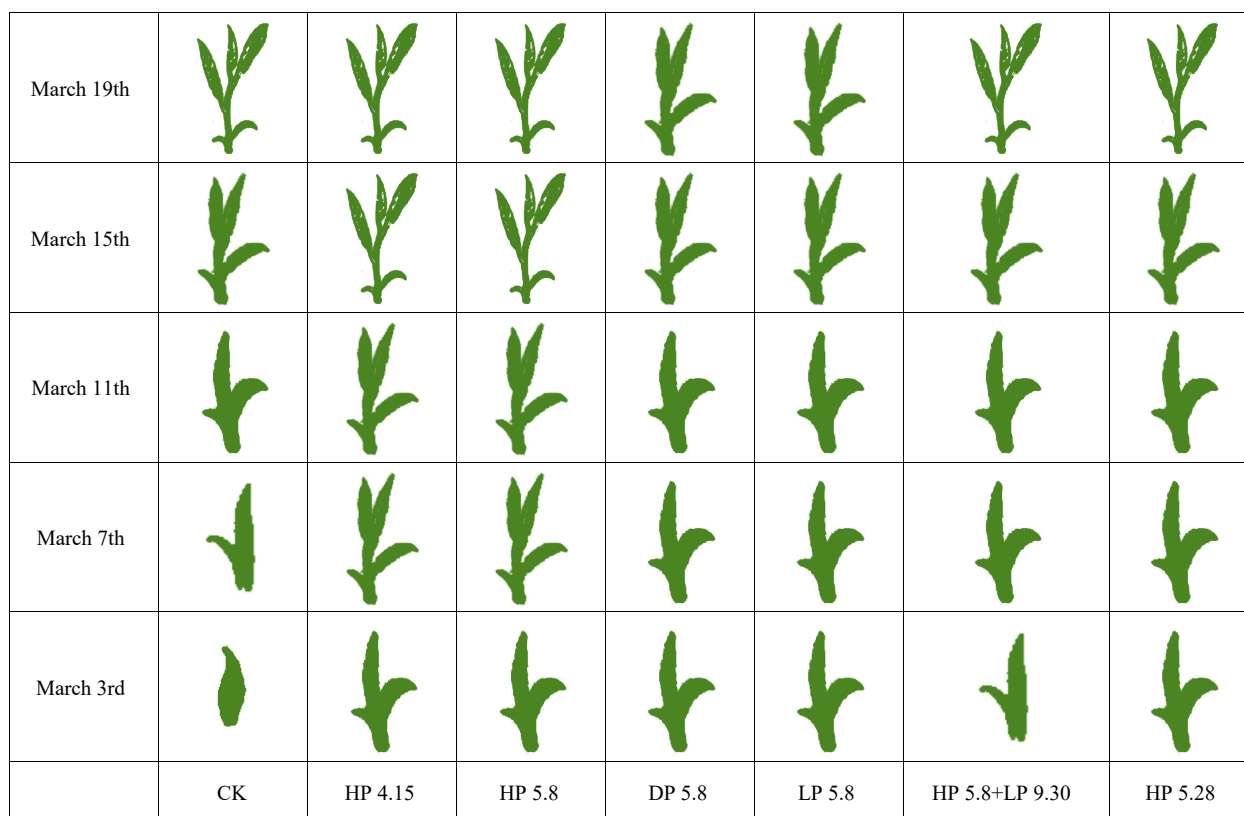 March 19th
March 15th
March 11th
March 7th
March 3rd
CK HP 4.15 HP 5.8 DP 5.8 LP 5.8 HP 5.8+LP 9.30 HP 5.28